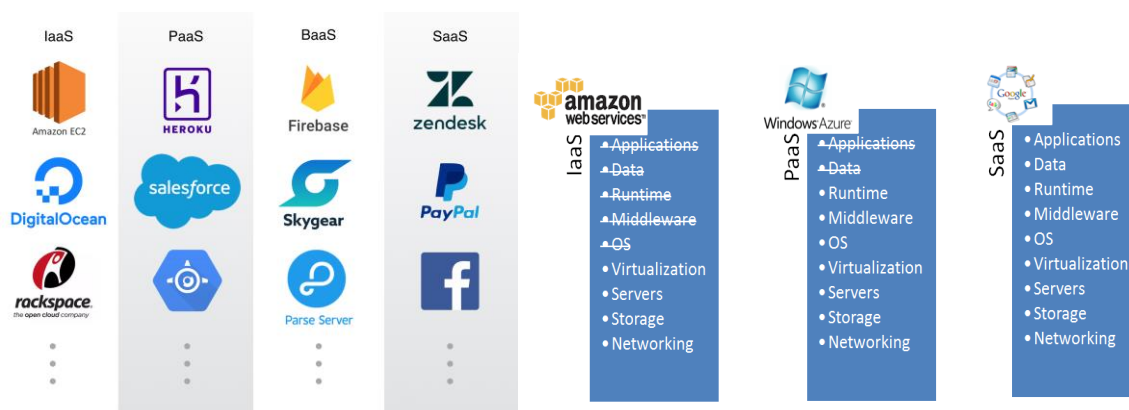 IaaS
Amazon EC2
DigitalOcean
rackspace.
the open cloud company
PaaS
HEROKU
salesforce
BaaS
Firebase
Skygear
Parse Server
SaaS
zendesk
PayPal
amazon
webservices™
IaaS
• Applications
• Data
• Runtime
• Middleware
• OS
• Virtualization
• Servers
• Storage
• Networking
Windows Azure
PaaS
• Applications
• Data
• Runtime
• Middleware
• OS
• Virtualization
• Servers
• Storage
• Networking
Google
SaaS
• Applications
• Data
• Runtime
• Middleware
• OS
• Virtualization
• Servers
• Storage
• Networking